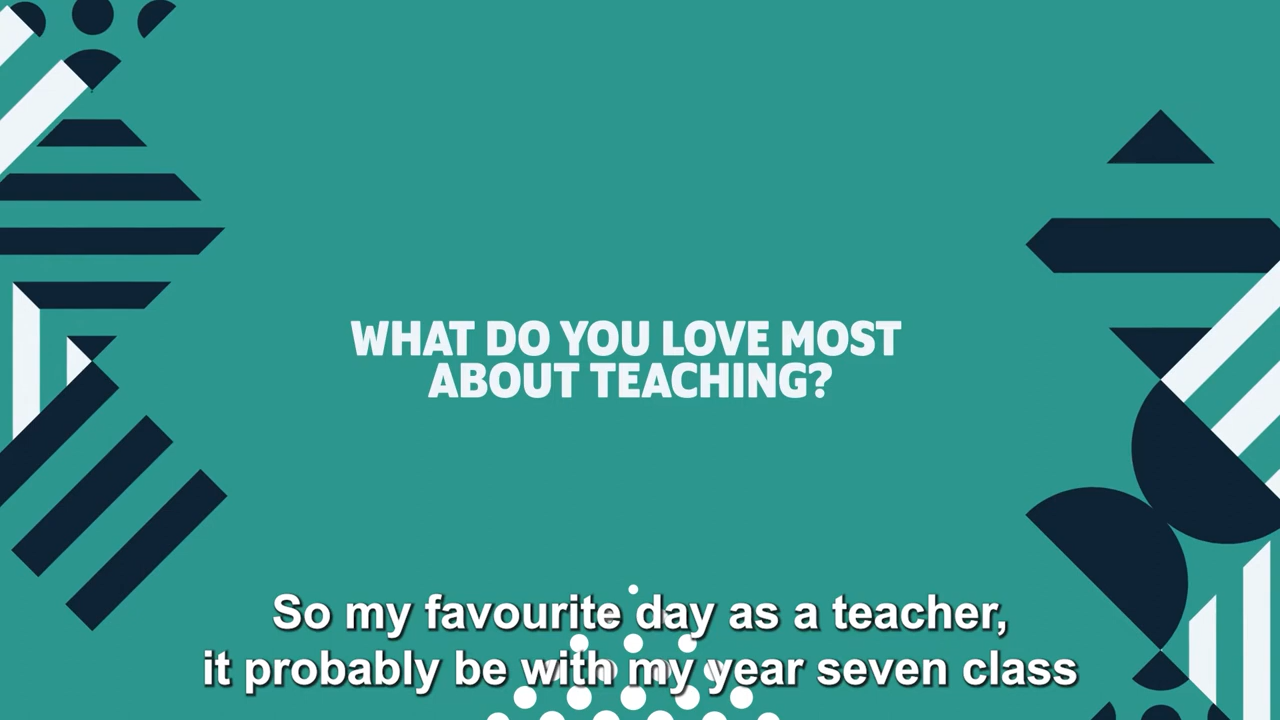 WHAT DO YOU LOVE MOST
ABOUT TEACHING?
So my favourite day as a teacher,
it probably be with my year seven class